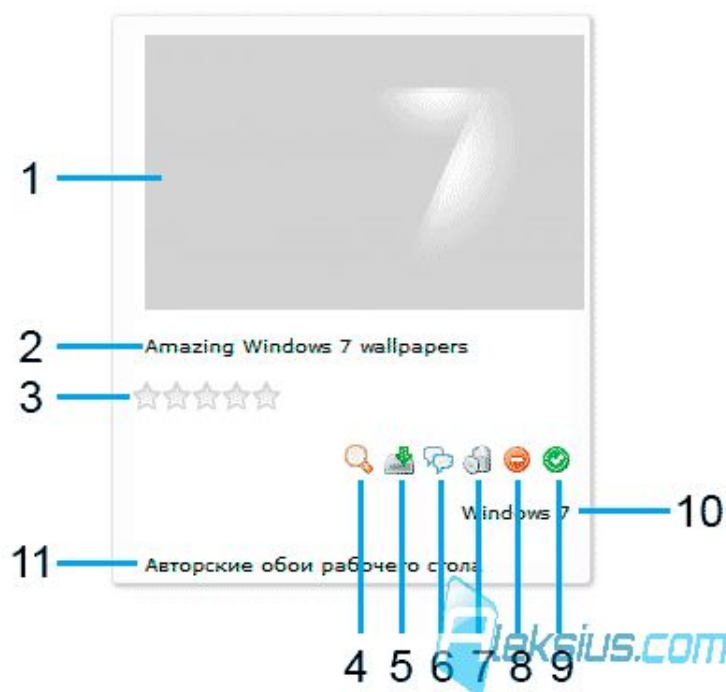 1
2 Amazing Windows 7 wallpapers
3
Windows 7 10
11 Авторские обои рабочего стола
4 5 6 7 8 9
Aleksius.com